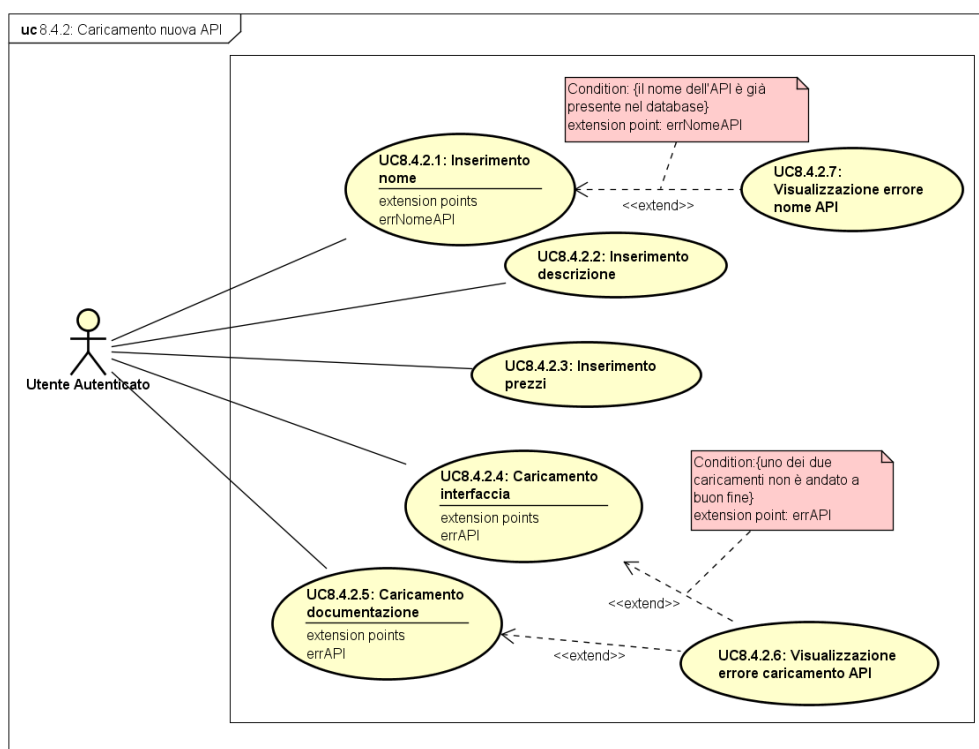 uc 8.4.2: Caricamento nuova API
Condition: {il nome dell'API è già
presente nel database}
extension point: errNomeAPI
UC8.4.2.1: Inserimento
nome
extension points
errNomeAPI
<<extend>>
UC8.4.2.7:
Visualizzazione errore
nome API
UC8.4.2.2: Inserimento
descrizione
Utente Autenticato
UC8.4.2.3: Inserimento
prezzi
UC8.4.2.4: Caricamento
interfaccia
extension points
errAPI
Condition:{uno dei due
caricamenti non è andato a
buon fine}
extension point: errAPI
<<extend>>
UC8.4.2.5: Caricamento
documentazione
extension points
errAPI
<<extend>>
UC8.4.2.6: Visualizzazione
errore caricamento API